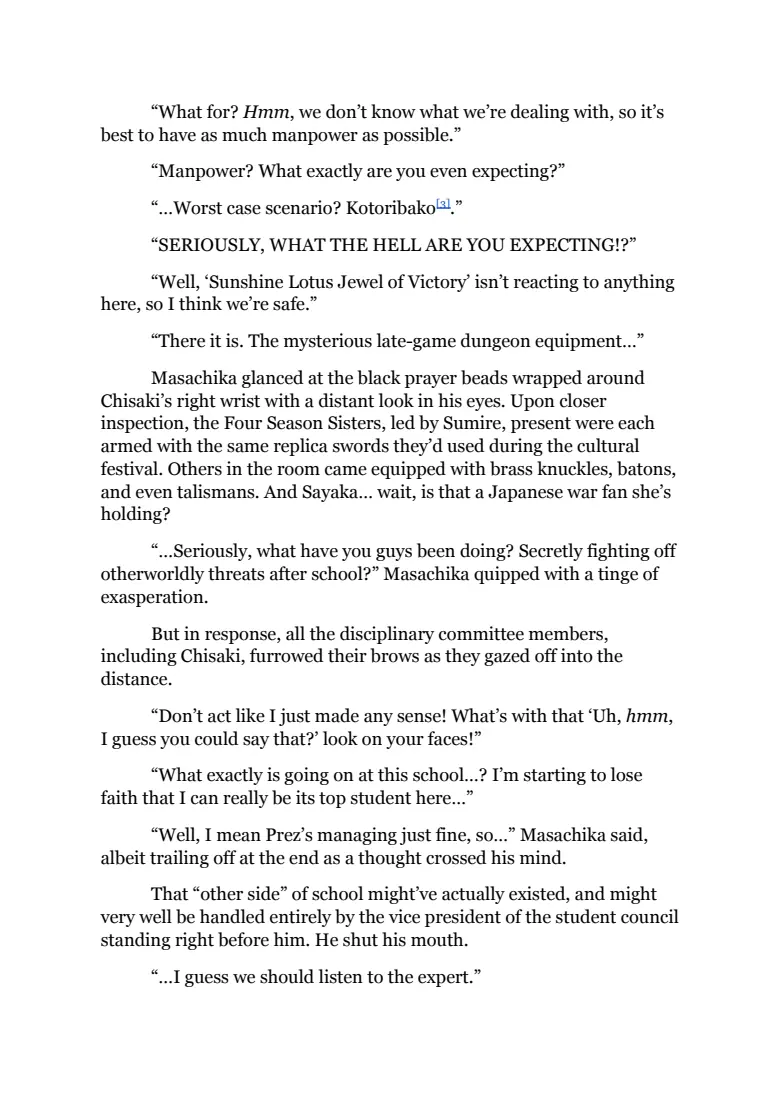 “What for? Hmm, we don’t know what we’re dealing with, so it’s
best to have as much manpower as possible.”
“Manpower? What exactly are you even expecting?”
“…Worst case scenario? Kotoribako[3].”
“SERIOUSLY, WHAT THE HELL ARE YOU EXPECTING!?”
“Well, ‘Sunshine Lotus Jewel of Victory’ isn’t reacting to anything
here, so I think we’re safe.”
“There it is. The mysterious late-game dungeon equipment…”
Masachika glanced at the black prayer beads wrapped around
Chisaki’s right wrist with a distant look in his eyes. Upon closer
inspection, the Four Season Sisters, led by Sumire, present were each
armed with the same replica swords they’d used during the cultural
festival. Others in the room came equipped with brass knuckles, batons,
and even talismans. And Sayaka… wait, is that a Japanese war fan she’s
holding?
“…Seriously, what have you guys been doing? Secretly fighting off
otherworldly threats after school?” Masachika quipped with a tinge of
exasperation.
But in response, all the disciplinary committee members,
including Chisaki, furrowed their brows as they gazed off into the
distance.
“Don’t act like I just made any sense! What’s with that ‘Uh, hmm,
I guess you could say that?’ look on your faces!”
“What exactly is going on at this school…? I’m starting to lose
faith that I can really be its top student here…”
“Well, I mean Prez’s managing just fine, so…” Masachika said,
albeit trailing off at the end as a thought crossed his mind.
That “other side” of school might’ve actually existed, and might
very well be handled entirely by the vice president of the student council
standing right before him. He shut his mouth.
“…I guess we should listen to the expert.”